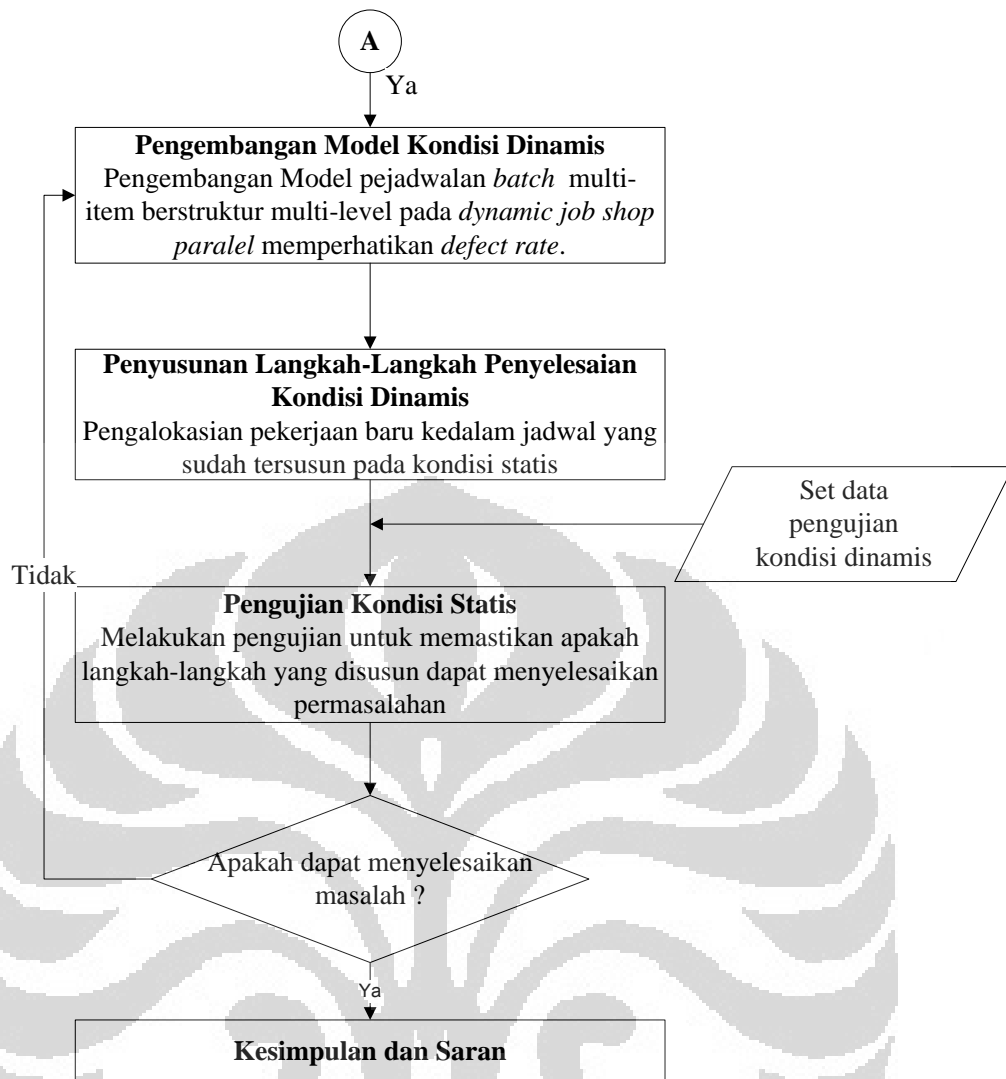 A
Ya
Pengembangan Model Kondisi Dinamis
Pengembangan Model pejadwalan batch multi-
item berstruktur multi-level pada dynamic job shop
paralel memperhatikan defect rate.
Penyusunan Langkah-Langkah Penyelesaian
Kondisi Dinamis
Pengalokasian pekerjaan baru kedalam jadwal yang
sudah tersusun pada kondisi statis
Set data
pengujian
kondisi dinamis
Tidak
Pengujian Kondisi Statis
Melakukan pengujian untuk memastikan apakah
langkah-langkah yang disusun dapat menyelesaikan
permasalahan
Apakah dapat menyelesaikan
masalah ?
Ya
Kesimpulan dan Saran